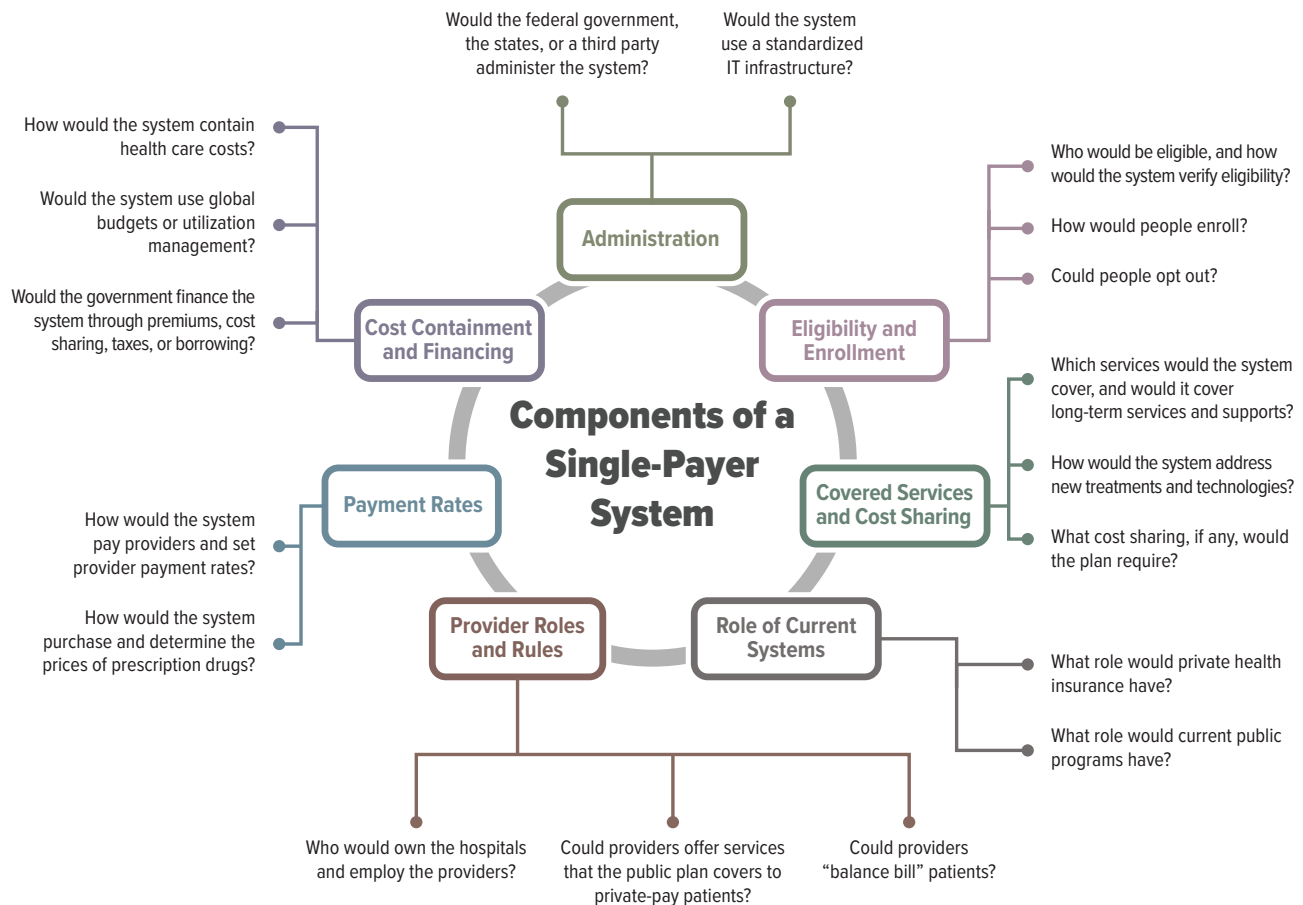 Would the federal government,
the states, or a third party
administer the system?
Would the system
use a standardized
IT infrastructure?
Administration
Who would be eligible, and how
would the system verify eligibility?
How would people enroll?
Could people opt out?
Eligibility and
Enrollment
Which services would the system
cover, and would it cover
long-term services and supports?
How would the system address
new treatments and technologies?
What cost sharing, if any, would
the plan require?
Covered Services
and Cost Sharing
What role would private health
insurance have?
What role would current public
programs have?
Role of Current
Systems
Provider Roles
and Rules
Who would own the hospitals
and employ the providers?
Could providers offer services
that the public plan covers to
private-pay patients?
Could providers
“balance bill” patients?
Payment Rates
How would the system
pay providers and set
provider payment rates?
How would the system
purchase and determine the
prices of prescription drugs?
Cost Containment
and Financing
How would the system contain
health care costs?
Would the system use global
budgets or utilization
management?
Would the government finance the
system through premiums, cost
sharing, taxes, or borrowing?
Components of a
Single-Payer
System